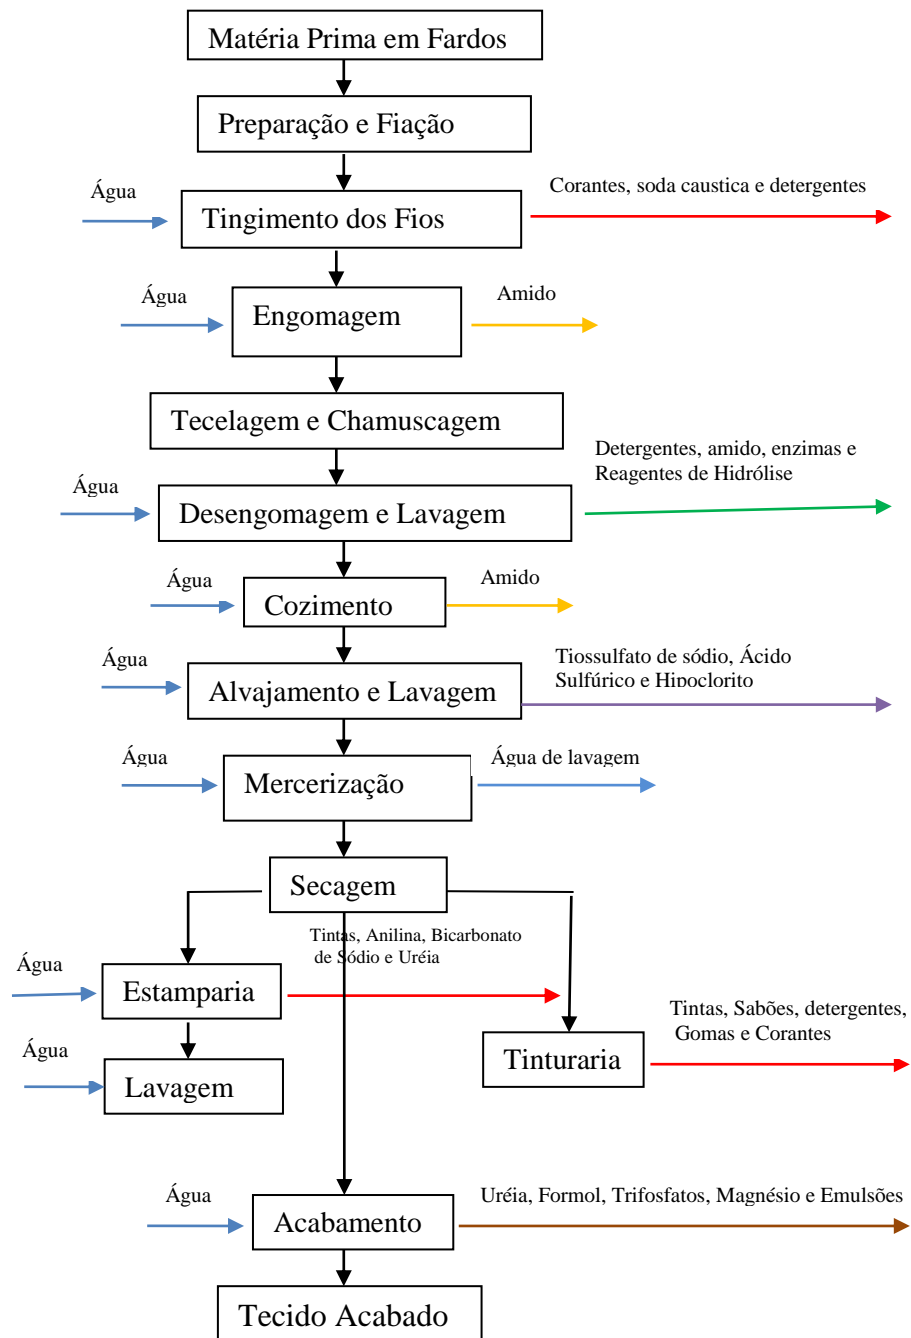 Matéria Prima em Fardos
Preparação e Fiação
Água
Tingimento dos Fios
Corantes, soda caustica e detergentes
Água
Engomagem
Amido
Tecelagem e Chamuscagem
Água
Desengomagem e Lavagem
Detergentes, amido, enzimas e
Reagentes de Hidrólise
Água
Cozimento
Amido
Água
Alvajamento e Lavagem
Tiossulfato de sódio, Ácido
Sulfúrico e Hipoclorito
Água
Mercerização
Água de lavagem
Secagem
Tintas, Anilina, Bicarbonato
de Sódio e Uréia
Água
Estamparia
Água
Lavagem
Tinturaria
Tintas, Sabões, detergentes,
Gomas e Corantes
Água
Acabamento
Uréia, Formol, Trifosfatos, Magnésio e Emulsões
Tecido Acabado